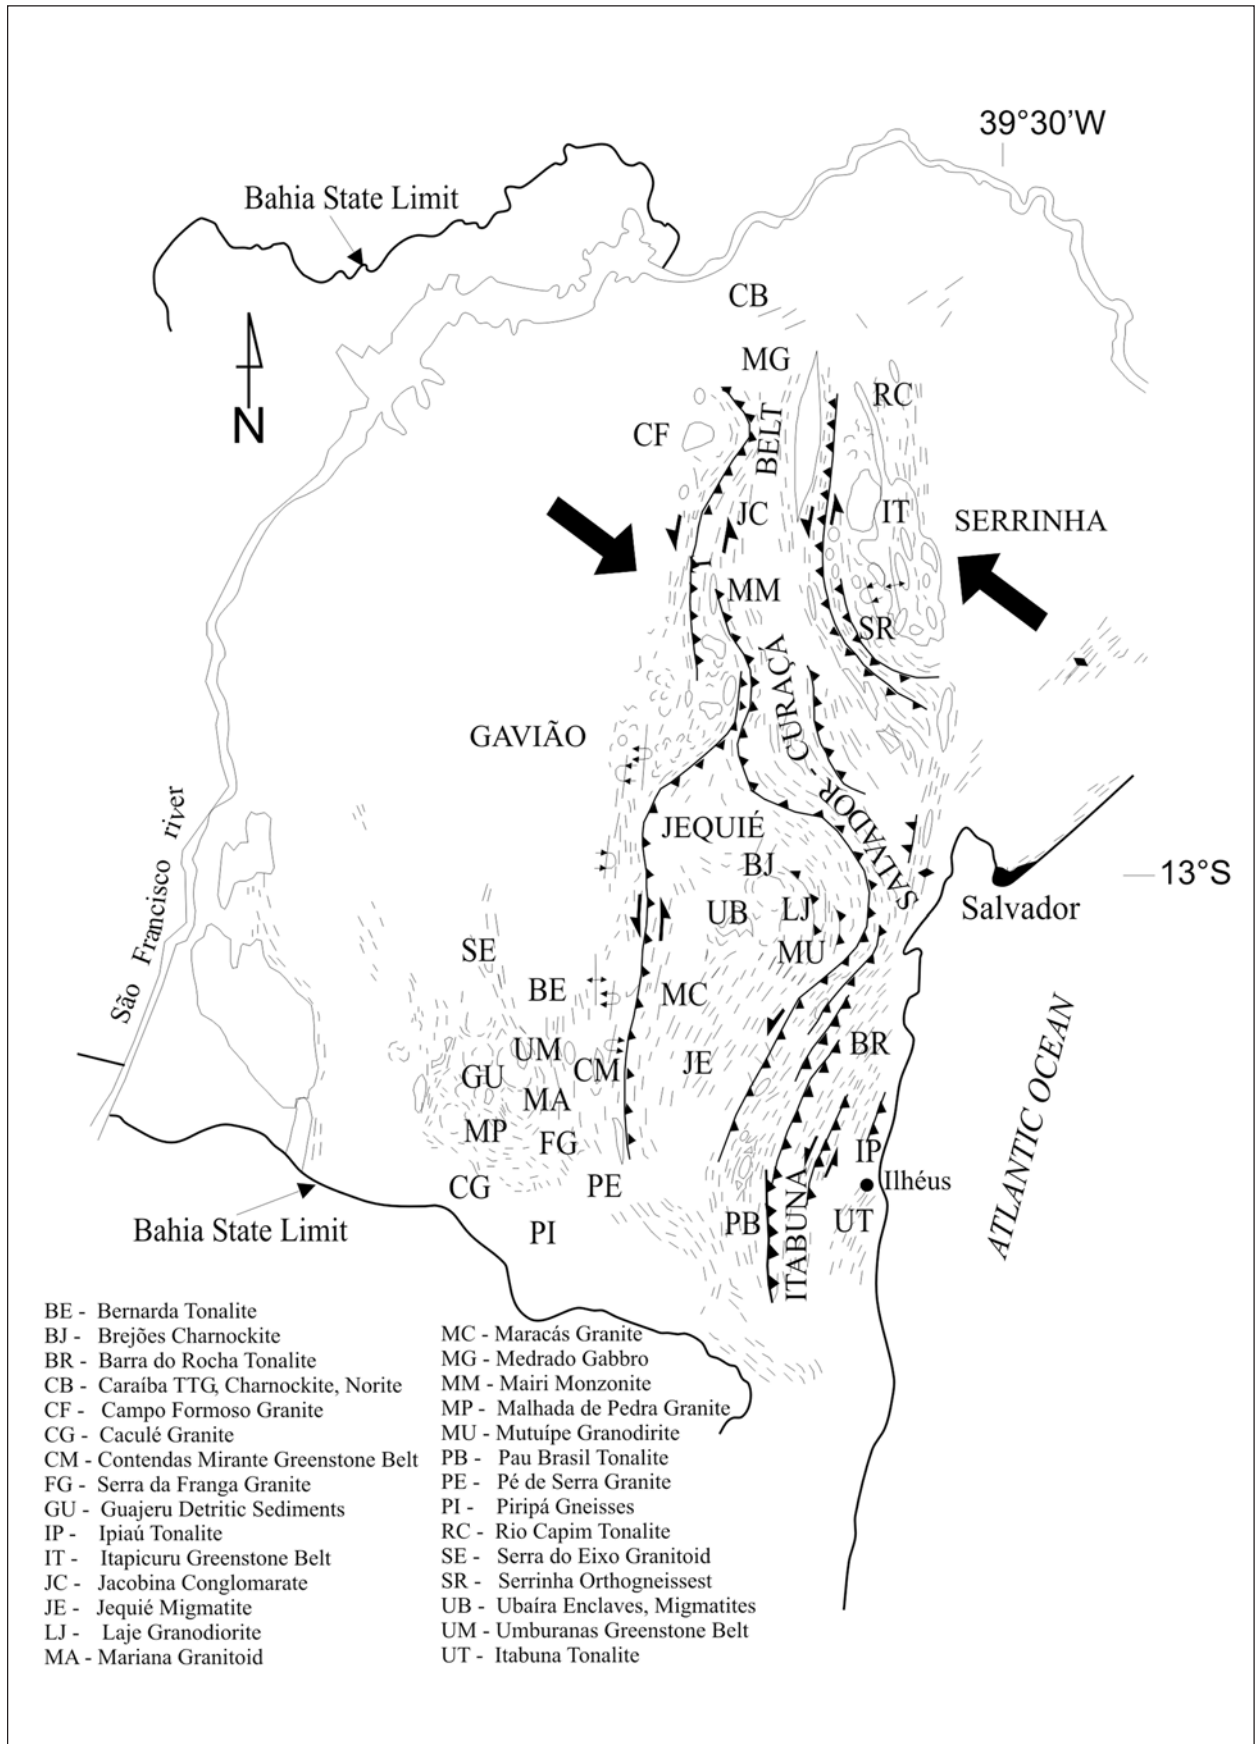 39°30'W
Bahia State Limit
N
CB
MG
RC
CF
BELT
JC
IT
SERRINHA
MM
SR
GAVIÃO
SALVADOR - CURAÇÁ
JEQUIÉ
BJ
13°S
São Francisco river
UB
LJ
Salvador
SE
MU
BE
MC
BR
UM
GU
CM
JE
MA
MP
FG
IP
ATLANTIC OCEAN
CG
PE
Ilhéus
Bahia State Limit
PI
PB
ITABUNA
UT
BE - Bernarda Tonalite
BJ - Brejões Charnockite
BR - Barra do Rocha Tonalite
CB - Caraíba TTG, Charnockite, Norite
CF - Campo Formoso Granite
CG - Caculé Granite
CM - Contendas Mirante Greenstone Belt
FG - Serra da Franga Granite
GU - Guajeru Detritic Sediments
IP - Ipiaú Tonalite
IT - Itapicuru Greenstone Belt
JC - Jacobina Conglomarate
JE - Jequié Migmatite
LJ - Laje Granodiorite
MA - Mariana Granitoid
MC - Maracás Granite
MG - Medrado Gabbro
MM - Mairi Monzonite
MP - Malhada de Pedra Granite
MU - Mutuípe Granodirite
PB - Pau Brasil Tonalite
PE - Pé de Serra Granite
PI - Piripá Gneisses
RC - Rio Capim Tonalite
SE - Serra do Eixo Granitoid
SR - Serrinha Orthogneissest
UB - Ubaíra Enclaves, Migmatites
UM - Umburanas Greenstone Belt
UT - Itabuna Tonalite